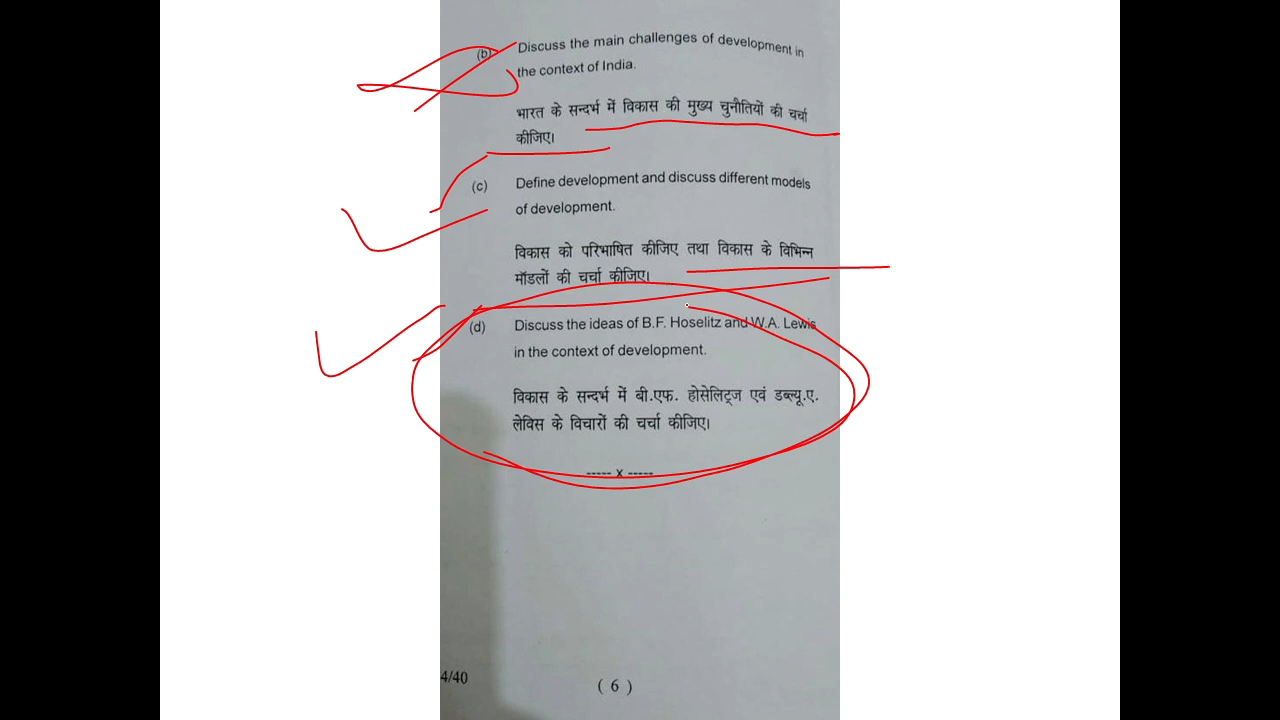 (b) Discuss the main challenges of development in
the context of India.
भारत के सन्दर्भ में विकास की मुख्य चुनौतियों की चर्चा
कीजिए।
(c) Define development and discuss different models
of development.
विकास को परिभाषित कीजिए तथा विकास के विभिन्न
मॉडलों की चर्चा कीजिए।
(d) Discuss the ideas of B.F. Hoselitz and W.A. Lewis
in the context of development.
विकास के सन्दर्भ में बी.एफ. होसेलिट्ज एवं डब्ल्यू.ए.
लेविस के विचारों की चर्चा कीजिए।
----- x -----
4/40
( 6 )